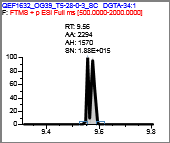 QEF1632_OG39_T5-28-0-3_SC DGTA-34:1
F: FTMS + p ESI Full ms [500.0000-2000.0000]
RT: 9.56
AA: 2294
AH: 1570
SN: 1.88E+015
100
80
60
40
20
0
9.4 9.6 9.8